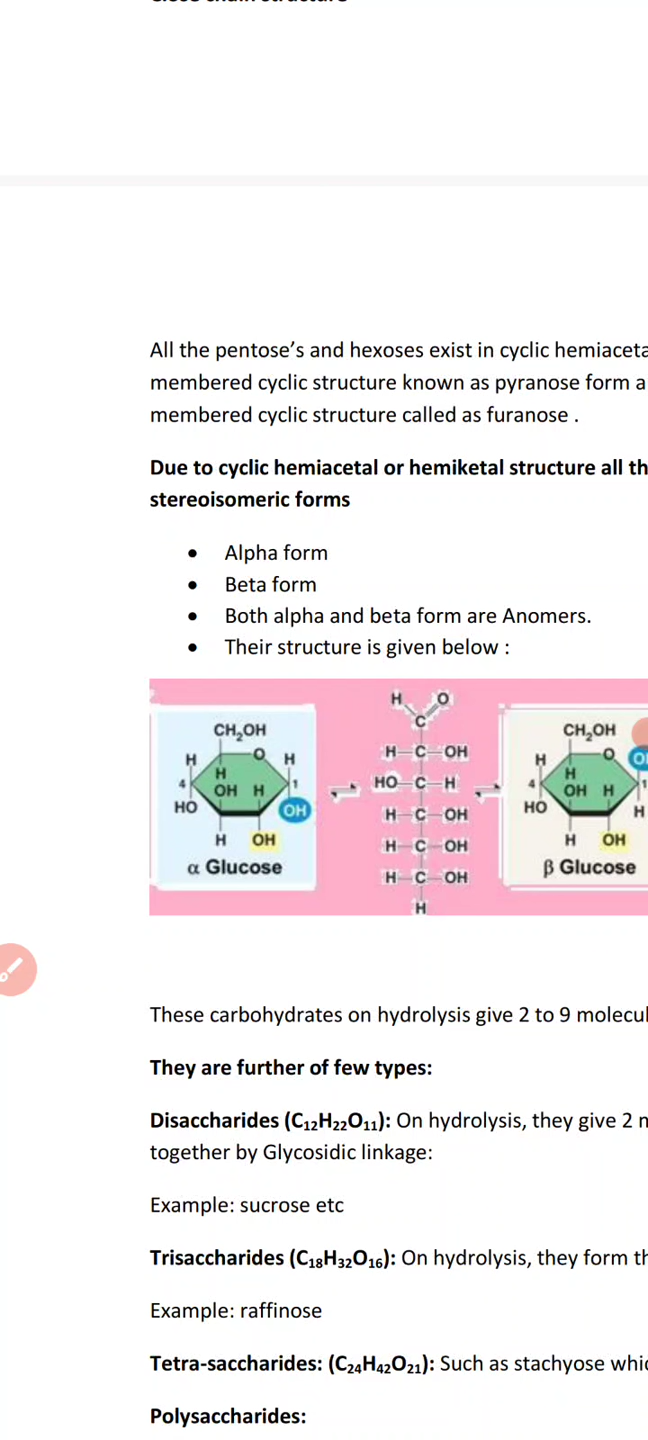 All the pentose's and hexoses exist in cyclic
membered cyclic structure known as pyranose form
membered cyclic structure called as furanose .
Due to cyclic hemiacetal or hemiketal structure all
stereoisomeric forms
• Alpha form
• Beta form
• Both alpha and beta form are Anomers.
• Their structure is given below :
CH₂OH
H O H
H
4 OH H 1
HO OH
H OH
α Glucose
H O
C
H C OH
HO C H
H C OH
H C OH
H C OH
H
CH₂OH
H O
H
4 OH H 1
HO H
H OH
β Glucose
These carbohydrates on hydrolysis give 2 to 9
They are further of few types:
Disaccharides (C₁₂H₂₂O₁₁): On hydrolysis, they give 2
together by Glycosidic linkage:
Example: sucrose etc
Trisaccharides (C₁₈H₃₂O₁₆): On hydrolysis, they form
Example: raffinose
Tetra-saccharides: (C₂₄H₄₂O₂₁): Such as stachyose
Polysaccharides: